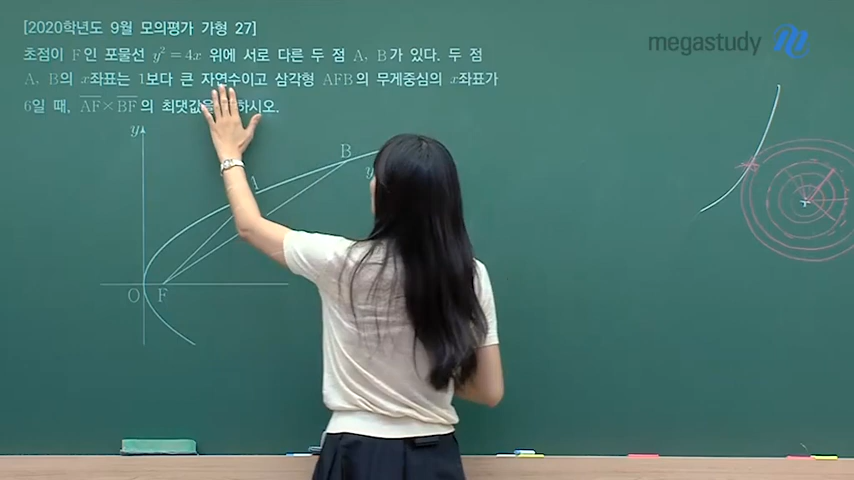 [2020학년도 9월 모의평가 가형 27]
megastudy
초점이 F인 포물선 y² = 4x 위에 서로 다른 두 점 A, B가 있다. 두 점
A, B의 x좌표는 1보다 큰 자연수이고 삼각형 AFB의 무게중심의 x좌표가
6일 때, AF×BF의 최댓값을 하시오.
y
B
A
y
O F